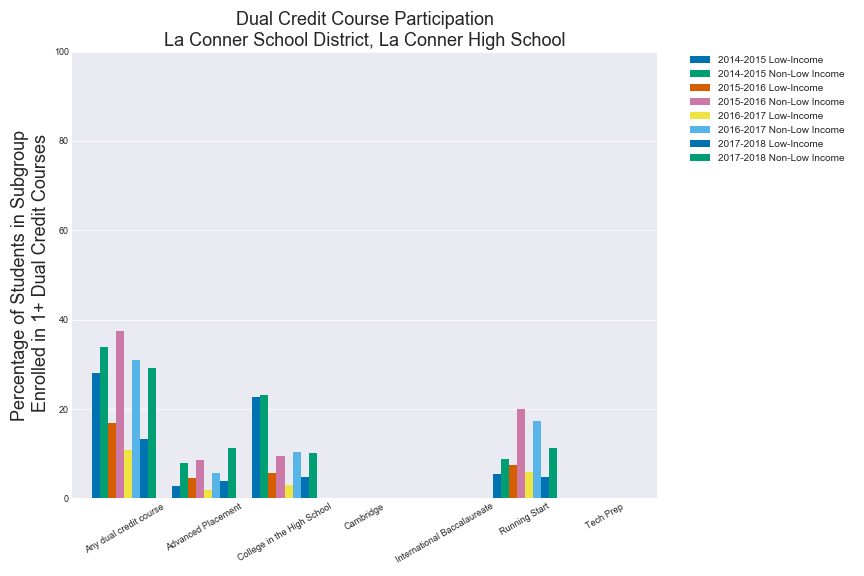 Dual Credit Course Participation
La Conner School District, La Conner High School
Percentage of Students in Subgroup
Enrolled in 1+ Dual Credit Courses
100
80
60
40
20
0
Any dual credit course
Advanced Placement
College in the High School
Cambridge
International Baccalaureate
Running Start
Tech Prep
2014-2015 Low-Income
2014-2015 Non-Low Income
2015-2016 Low-Income
2015-2016 Non-Low Income
2016-2017 Low-Income
2016-2017 Non-Low Income
2017-2018 Low-Income
2017-2018 Non-Low Income